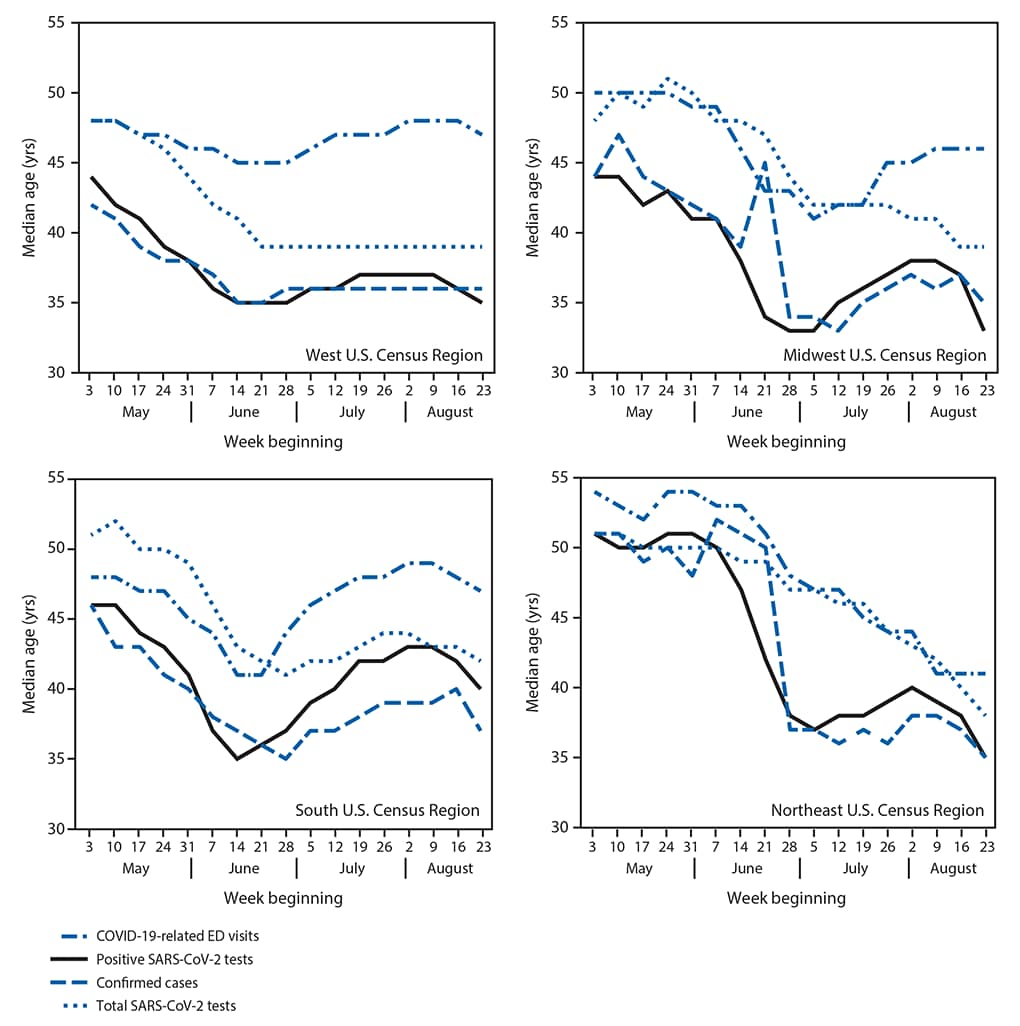 55
50
45
40
35
30
Median age (yrs)
West U.S. Census Region
3 10 17 24 31 7 14 21 28 5 12 19 26 2 9 16 23
May | June | July | August
Week beginning
55
50
45
40
35
30
Median age (yrs)
Midwest U.S. Census Region
3 10 17 24 31 7 14 21 28 5 12 19 26 2 9 16 23
May | June | July | August
Week beginning
55
50
45
40
35
30
Median age (yrs)
South U.S. Census Region
3 10 17 24 31 7 14 21 28 5 12 19 26 2 9 16 23
May | June | July | August
Week beginning
55
50
45
40
35
30
Median age (yrs)
Northeast U.S. Census Region
3 10 17 24 31 7 14 21 28 5 12 19 26 2 9 16 23
May | June | July | August
Week beginning
COVID-19-related ED visits
Positive SARS-CoV-2 tests
Confirmed cases
Total SARS-CoV-2 tests